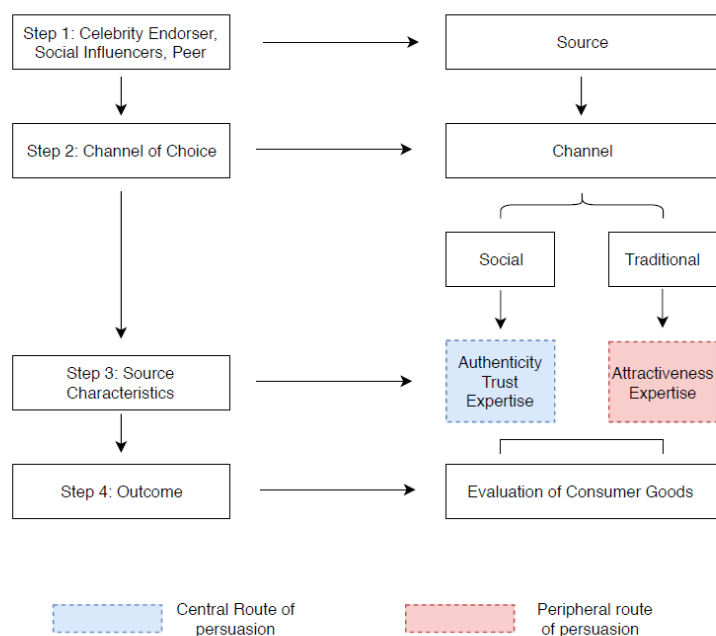 Step 1: Celebrity Endorser,
Social Influencers, Peer
Source
Step 2: Channel of Choice
Channel
Social
Traditional
Step 3: Source
Characteristics
Authenticity
Trust
Expertise
Attractiveness
Expertise
Step 4: Outcome
Evaluation of Consumer Goods
Central Route of
persuasion
Peripheral route
of persuasion